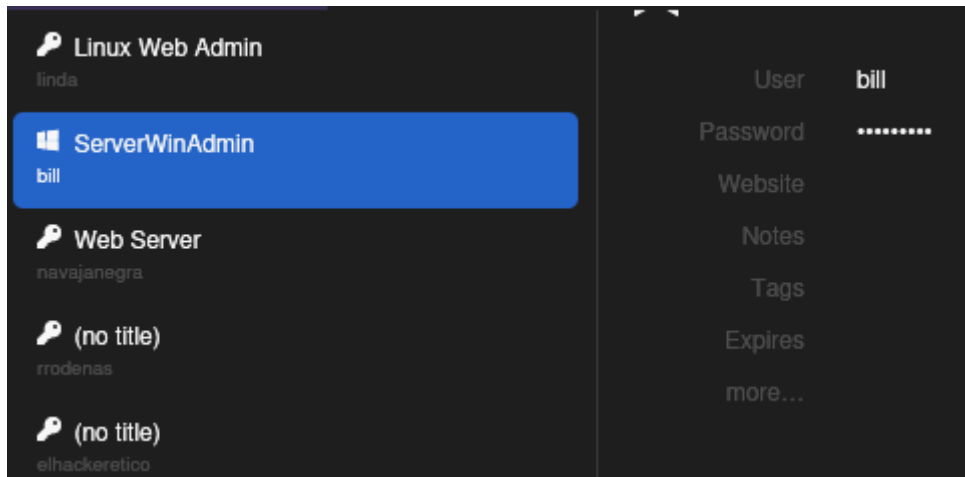 Linux Web Admin
linda
ServerWinAdmin
bill
Web Server
navajanegra
(no title)
rrodenas
(no title)
elhackeretico
User bill
Password •••••••••
Website
Notes
Tags
Expires
more...